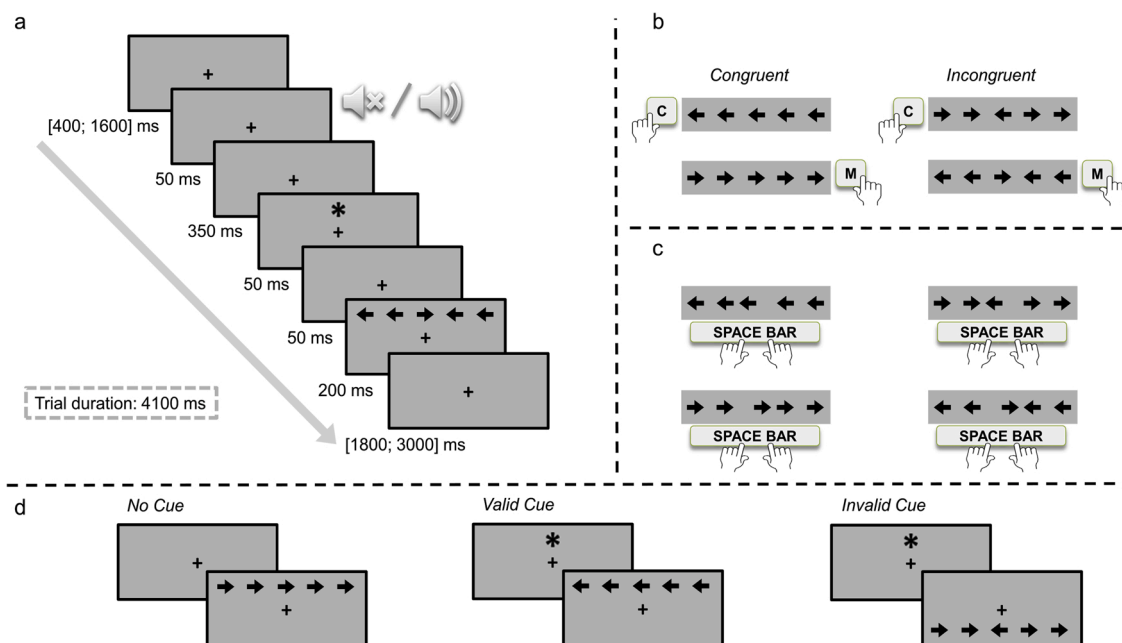 a
+
+
[400; 1600] ms
+
50 ms
*
+
350 ms
+
50 ms
+
50 ms
+
200 ms
[1800; 3000] ms
Trial duration: 4100 ms
b
Congruent
Incongruent
C
C
M
M
c
SPACE BAR
SPACE BAR
SPACE BAR
SPACE BAR
d
No Cue
Valid Cue
Invalid Cue
+
+
*
+
+
*
+
+